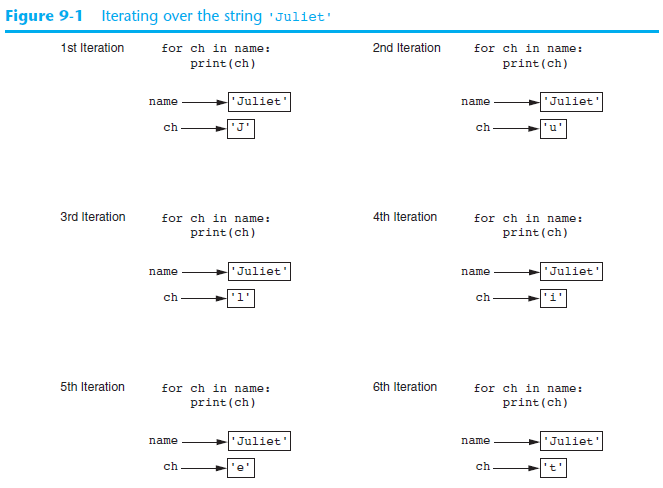 Figure 9-1 Iterating over the string 'Juliet'
1st Iteration for ch in name:
print(ch)
name 'Juliet'
ch 'J'
2nd Iteration for ch in name:
print(ch)
name 'Juliet'
ch 'u'
3rd Iteration for ch in name:
print(ch)
name 'Juliet'
ch 'l'
4th Iteration for ch in name:
print(ch)
name 'Juliet'
ch 'i'
5th Iteration for ch in name:
print(ch)
name 'Juliet'
ch 'e'
6th Iteration for ch in name:
print(ch)
name 'Juliet'
ch 't'